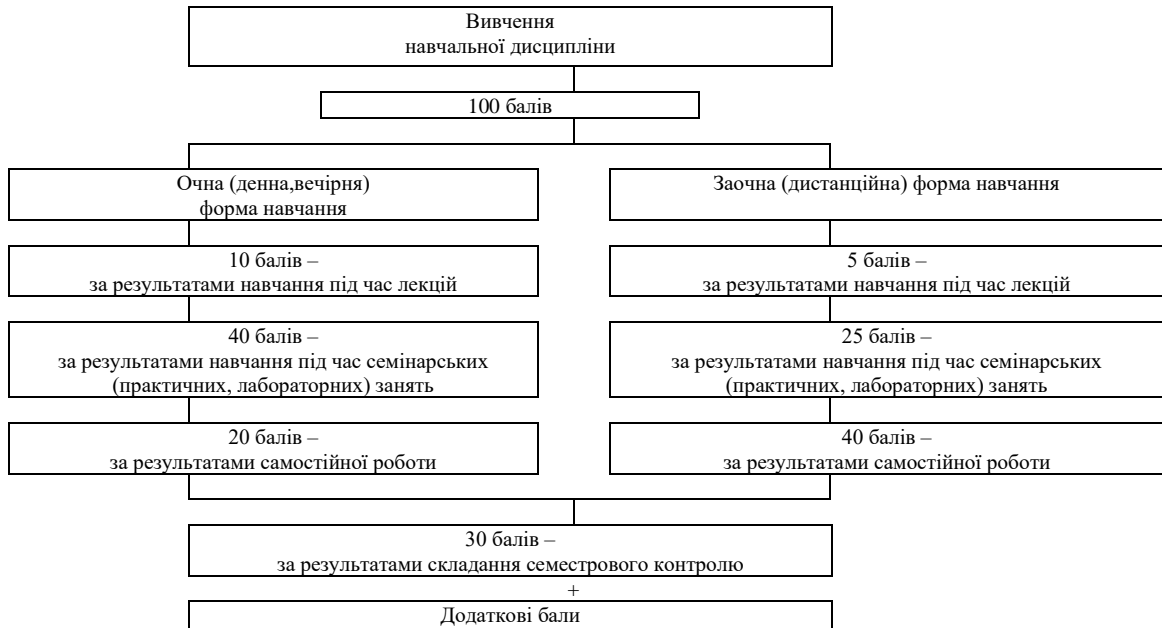 Вивчення
навчальної дисципліни
100 балів
Очна (денна,вечірня)
форма навчання
Заочна (дистанційна) форма навчання
10 балів –
за результатами навчання під час лекцій
5 балів –
за результатами навчання під час лекцій
40 балів –
за результатами навчання під час семінарських
(практичних, лабораторних) занять
25 балів –
за результатами навчання під час семінарських
(практичних, лабораторних) занять
20 балів –
за результатами самостійної роботи
40 балів –
за результатами самостійної роботи
30 балів –
за результатами складання семестрового контролю
+
Додаткові бали